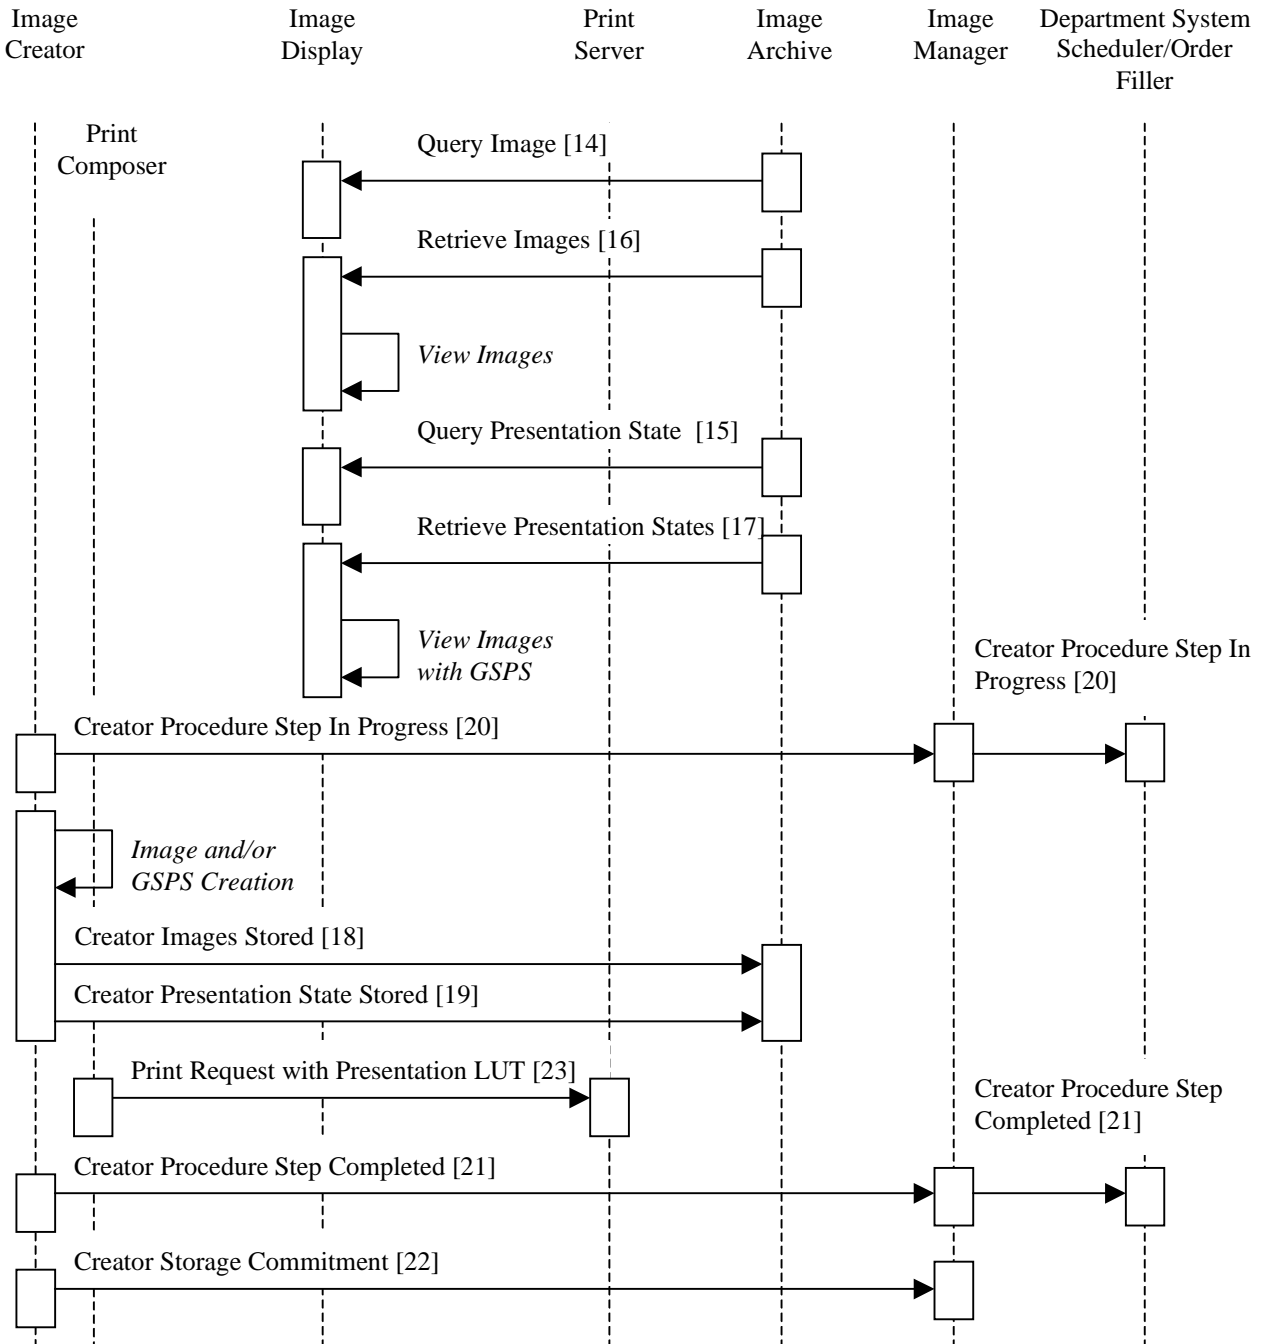 Image
Creator
Image
Display
Print
Server
Image
Archive
Image
Manager
Department System
Scheduler/Order
Filler
Print
Composer
Query Image [14]
Retrieve Images [16]
View Images
Query Presentation State [15]
Retrieve Presentation States [17]
View Images
with GSPS
Creator Procedure Step In
Progress [20]
Creator Procedure Step In Progress [20]
Image and/or
GSPS Creation
Creator Images Stored [18]
Creator Presentation State Stored [19]
Print Request with Presentation LUT [23]
Creator Procedure Step
Completed [21]
Creator Procedure Step Completed [21]
Creator Storage Commitment [22]